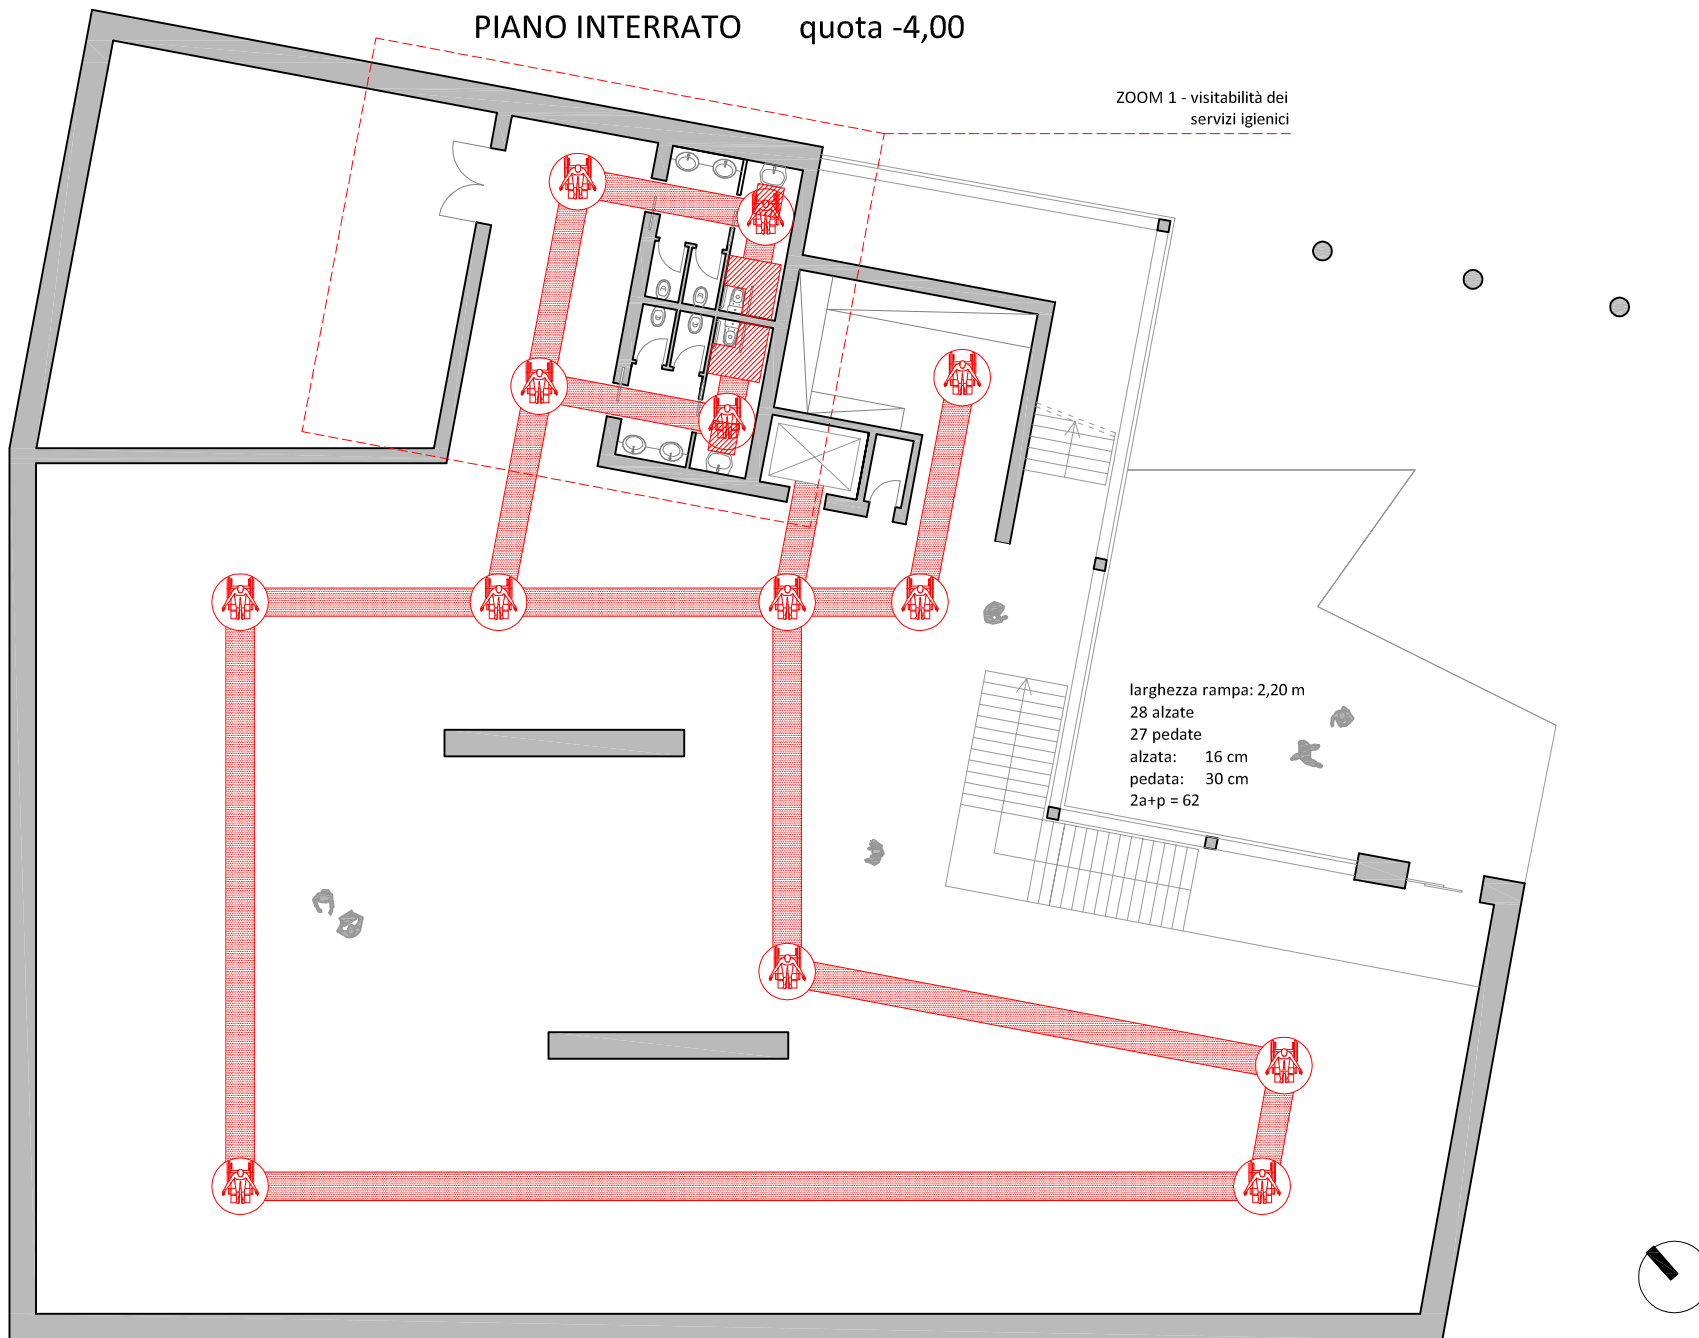 PIANO INTERRATO quota -4,00
ZOOM 1 - visitabilità dei
servizi igienici
larghezza rampa: 2,20 m
28 alzate
27 pedate
alzata: 16 cm
pedata: 30 cm
2a+p = 62